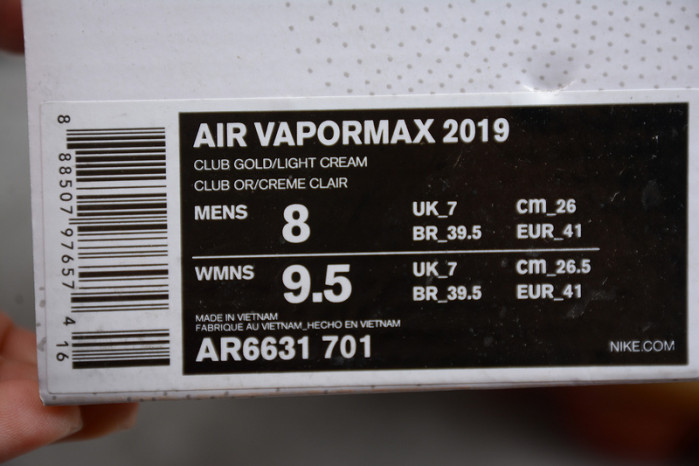 8
88507 97657
4 16
AIR VAPORMAX 2019
CLUB GOLD/LIGHT CREAM
CLUB OR/CREME CLAIR
MENS 8 UK_7 cm_26
BR_39.5 EUR_41
WMNS 9.5 UK_7 cm_26.5
BR_39.5 EUR_41
MADE IN VIETNAM
FABRIQUE AU VIETNAM_HECHO EN VIETNAM
AR6631 701
NIKE.COM